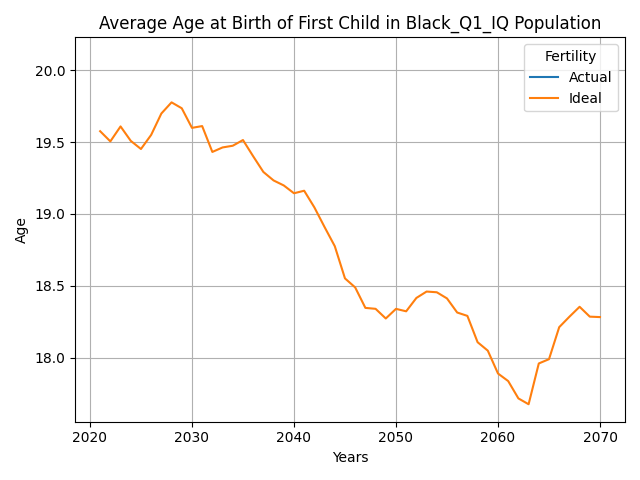 Average Age at Birth of First Child in Black_Q1_IQ Population
Fertility
Actual
Ideal
Age
20.0
19.5
19.0
18.5
18.0
2020 2030 2040 2050 2060 2070
Years